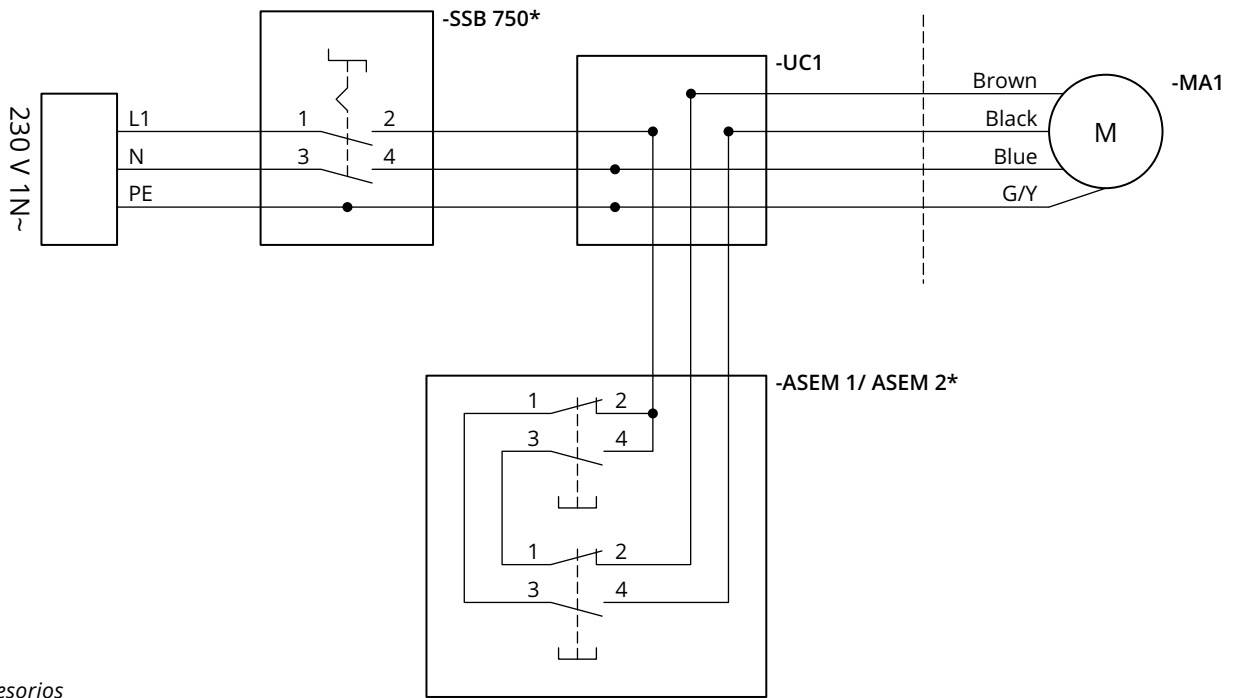 -SSB 750*
-UC1
-MA1
Brown
L1
1
2
Black
M
230 V 1N~
N
3
4
Blue
PE
G/Y
-ASEM 1/ ASEM 2*
1
2
3
4
1
2
3
4
esorios